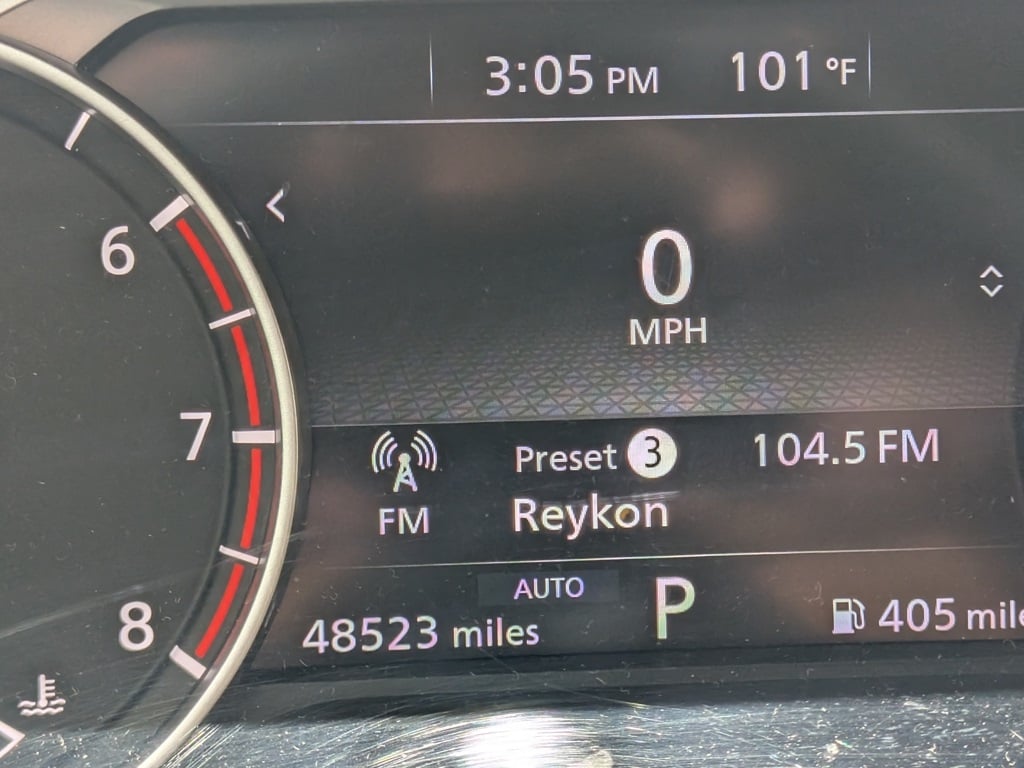 3:05 PM 101 °F
6
0
MPH
7
Preset 3 104.5 FM
FM Reykon
AUTO P
8 48523 miles 405